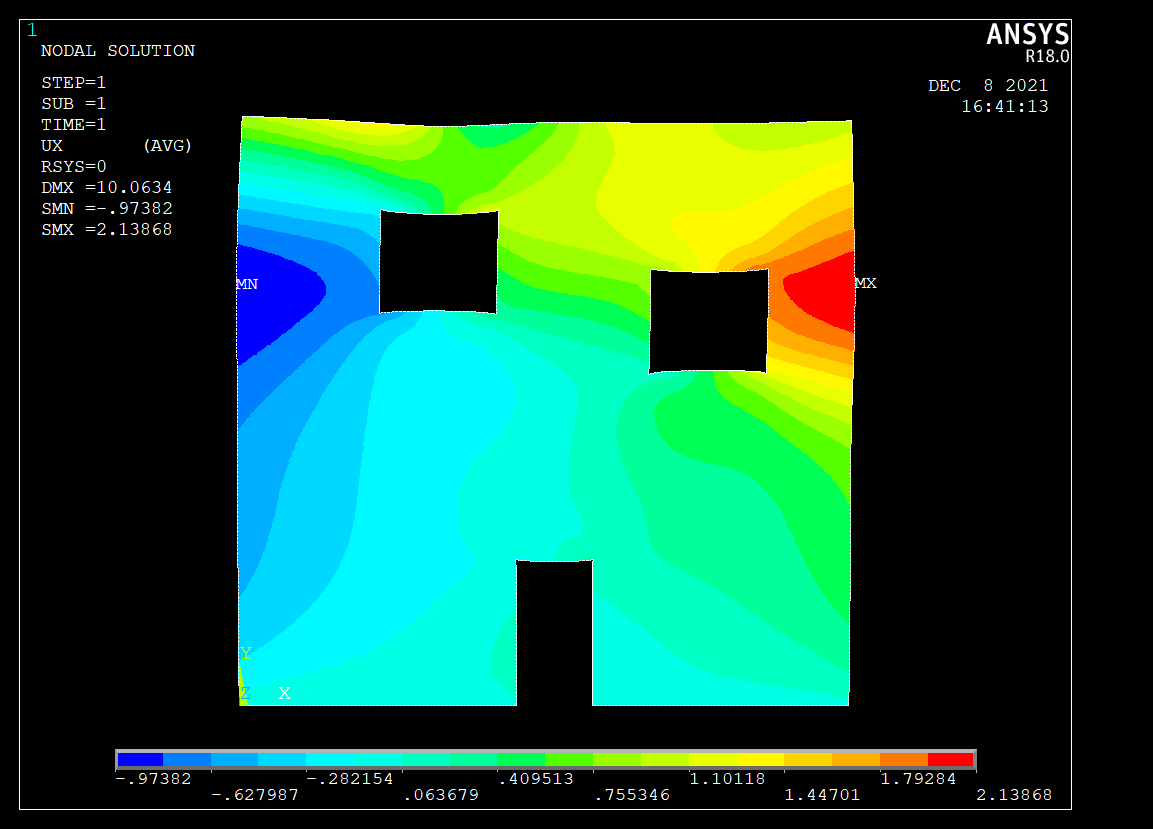 1
ANSYS
R18.0
NODAL SOLUTION
STEP=1
SUB =1
TIME=1
UX (AVG)
RSYS=0
DMX =10.0634
SMN =-.97382
SMX =2.13868
DEC 8 2021
16:41:13
MN
MX
Y
Z X
-.97382 -.282154 .409513 1.10118 1.79284
-.627987 .063679 .755346 1.44701 2.13868